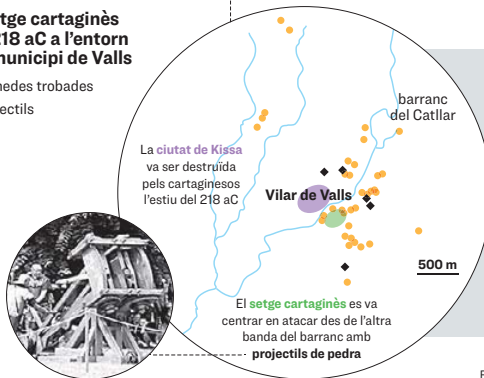 tge cartaginès
218 aC a l'entorn
municipi de Valls
nedes trobades
ectils
barranc
del Catllar
La ciutat de Kissa
va ser destruïda
pels cartaginesos
l'estiu del 218 aC
Vilar de Valls
500 m
El setge cartaginès es va
centrar en atacar des de l'altra
banda del barranc amb
projectils de pedra